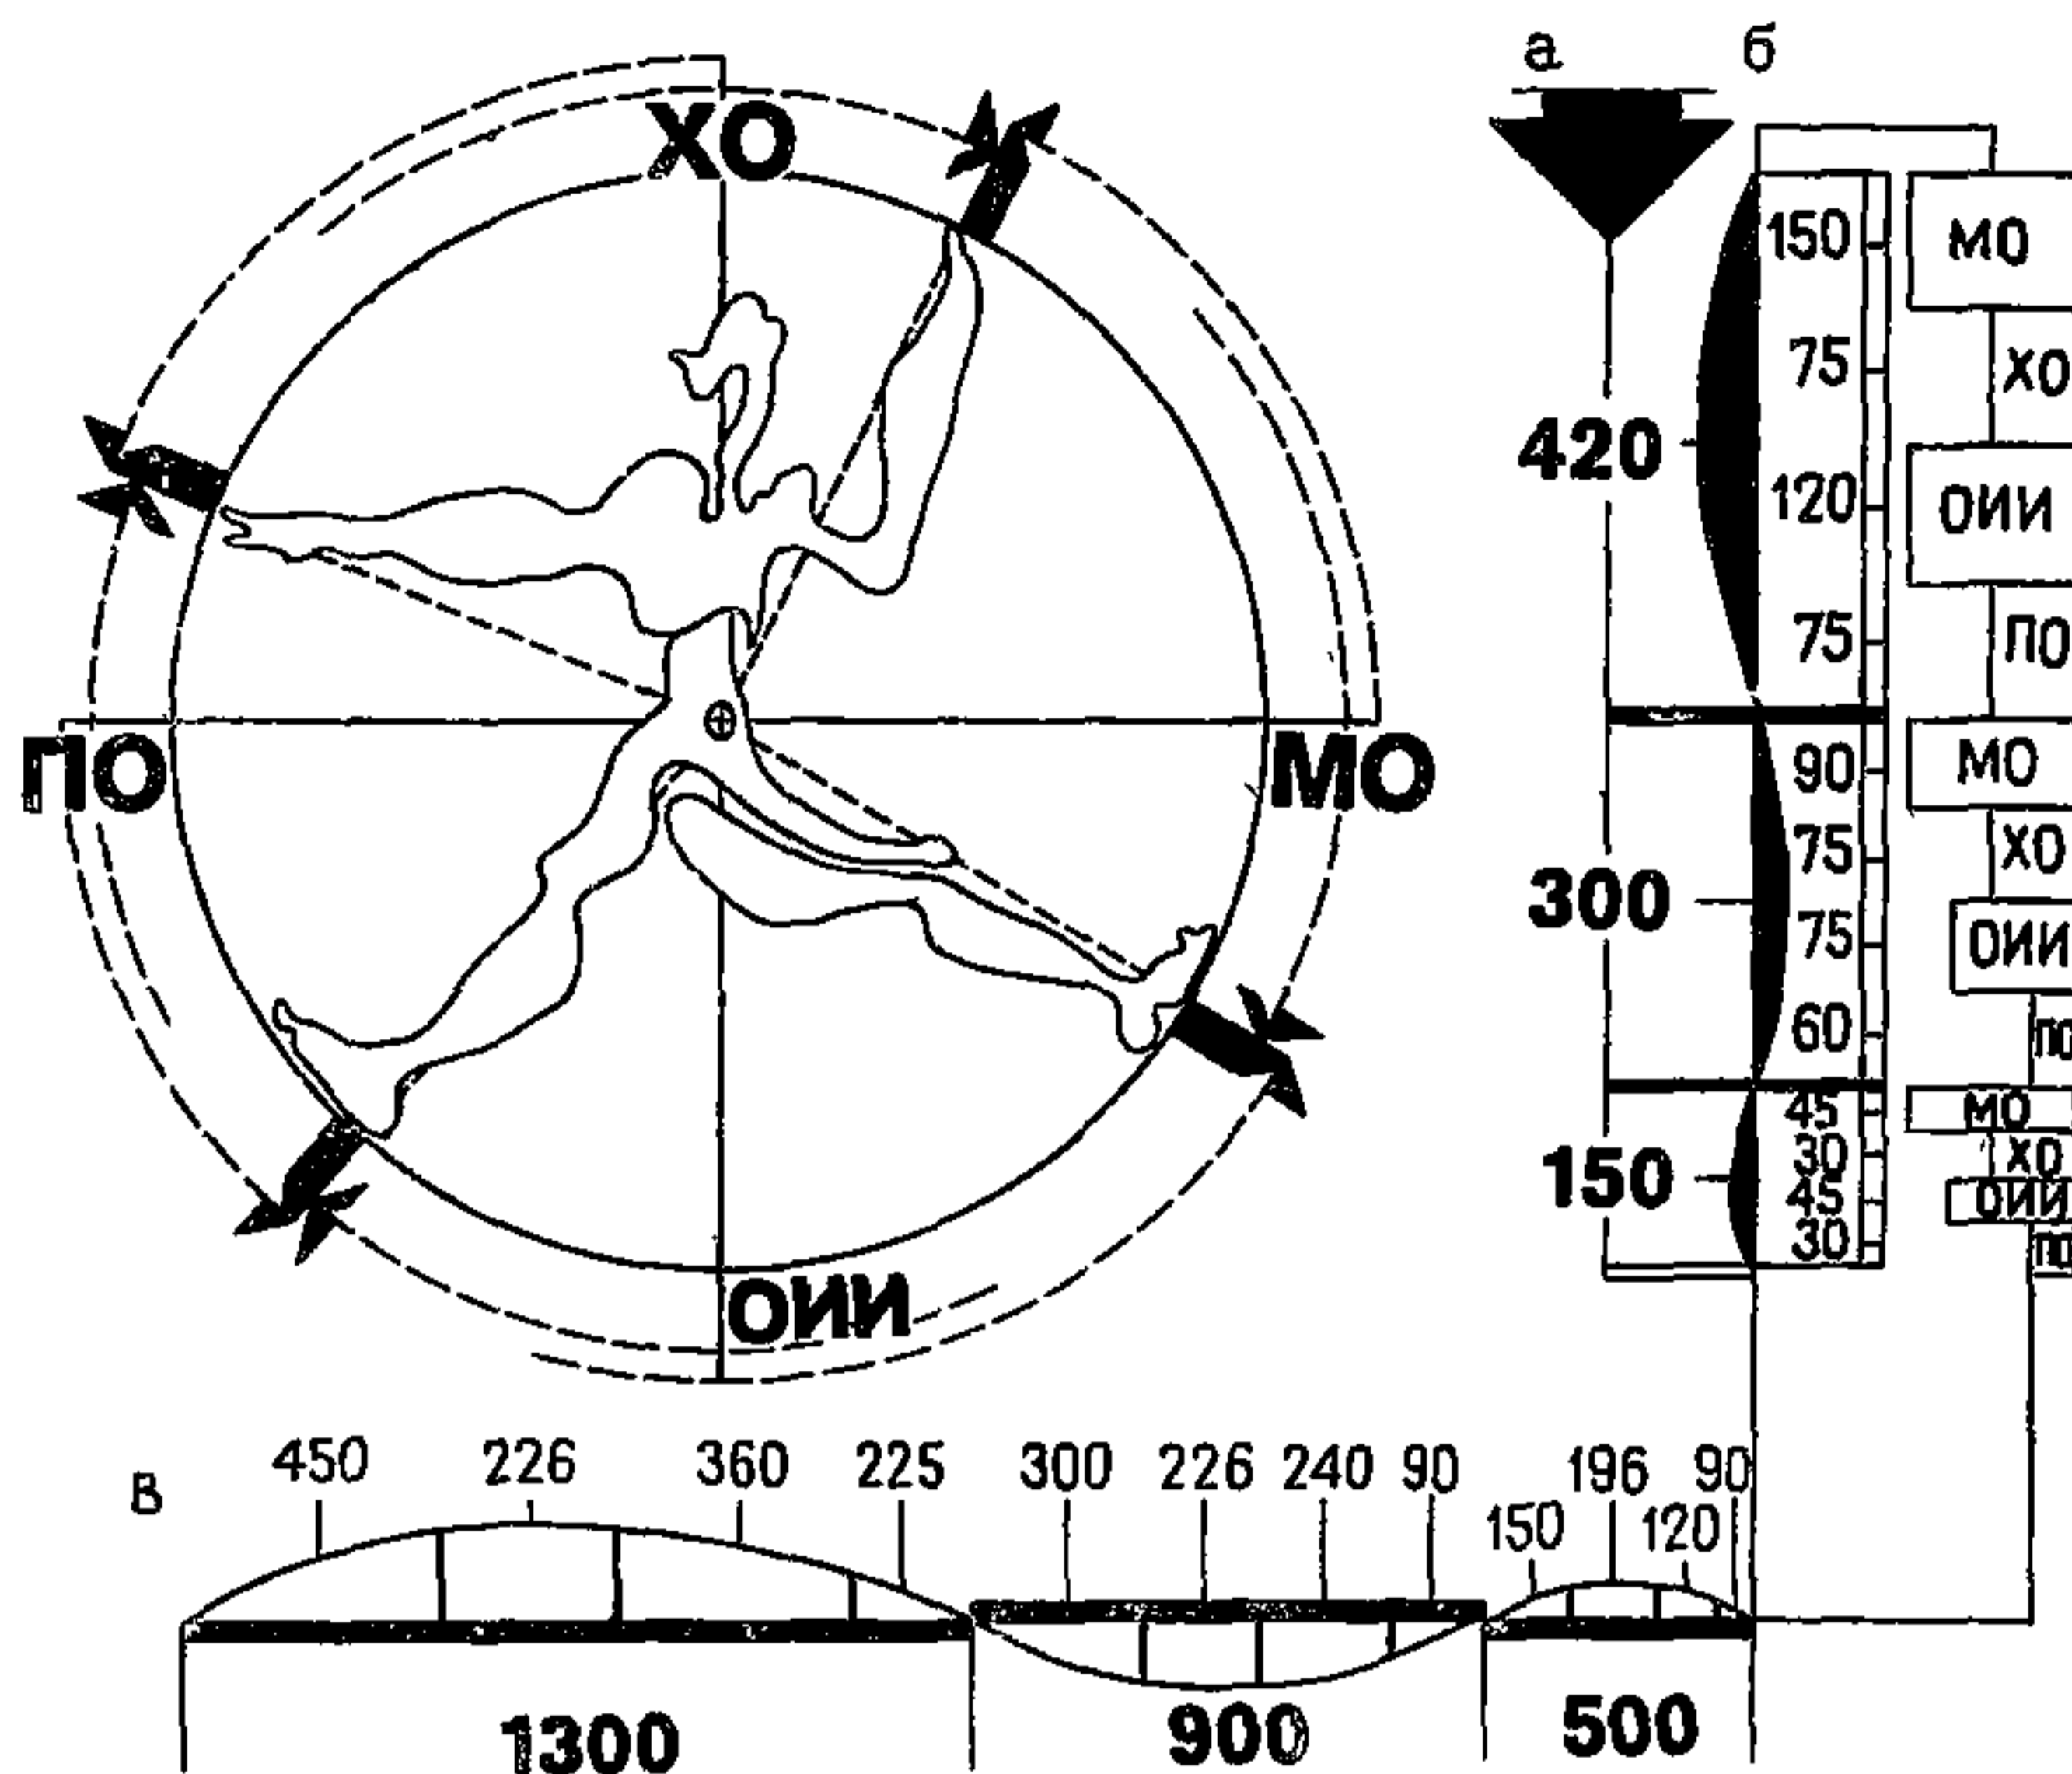 а б
ХО
ПО
МО
ОИИ
420
150 МО
75 ХО
120 ОИИ
75 ПО
300
90 МО
75 ХО
75 ОИИ
60 ПО
150
45 МО
30 ХО
45 ОИИ
30
в
450 226 360 225 300 226 240 90 150 196 120 90
1300 900 500